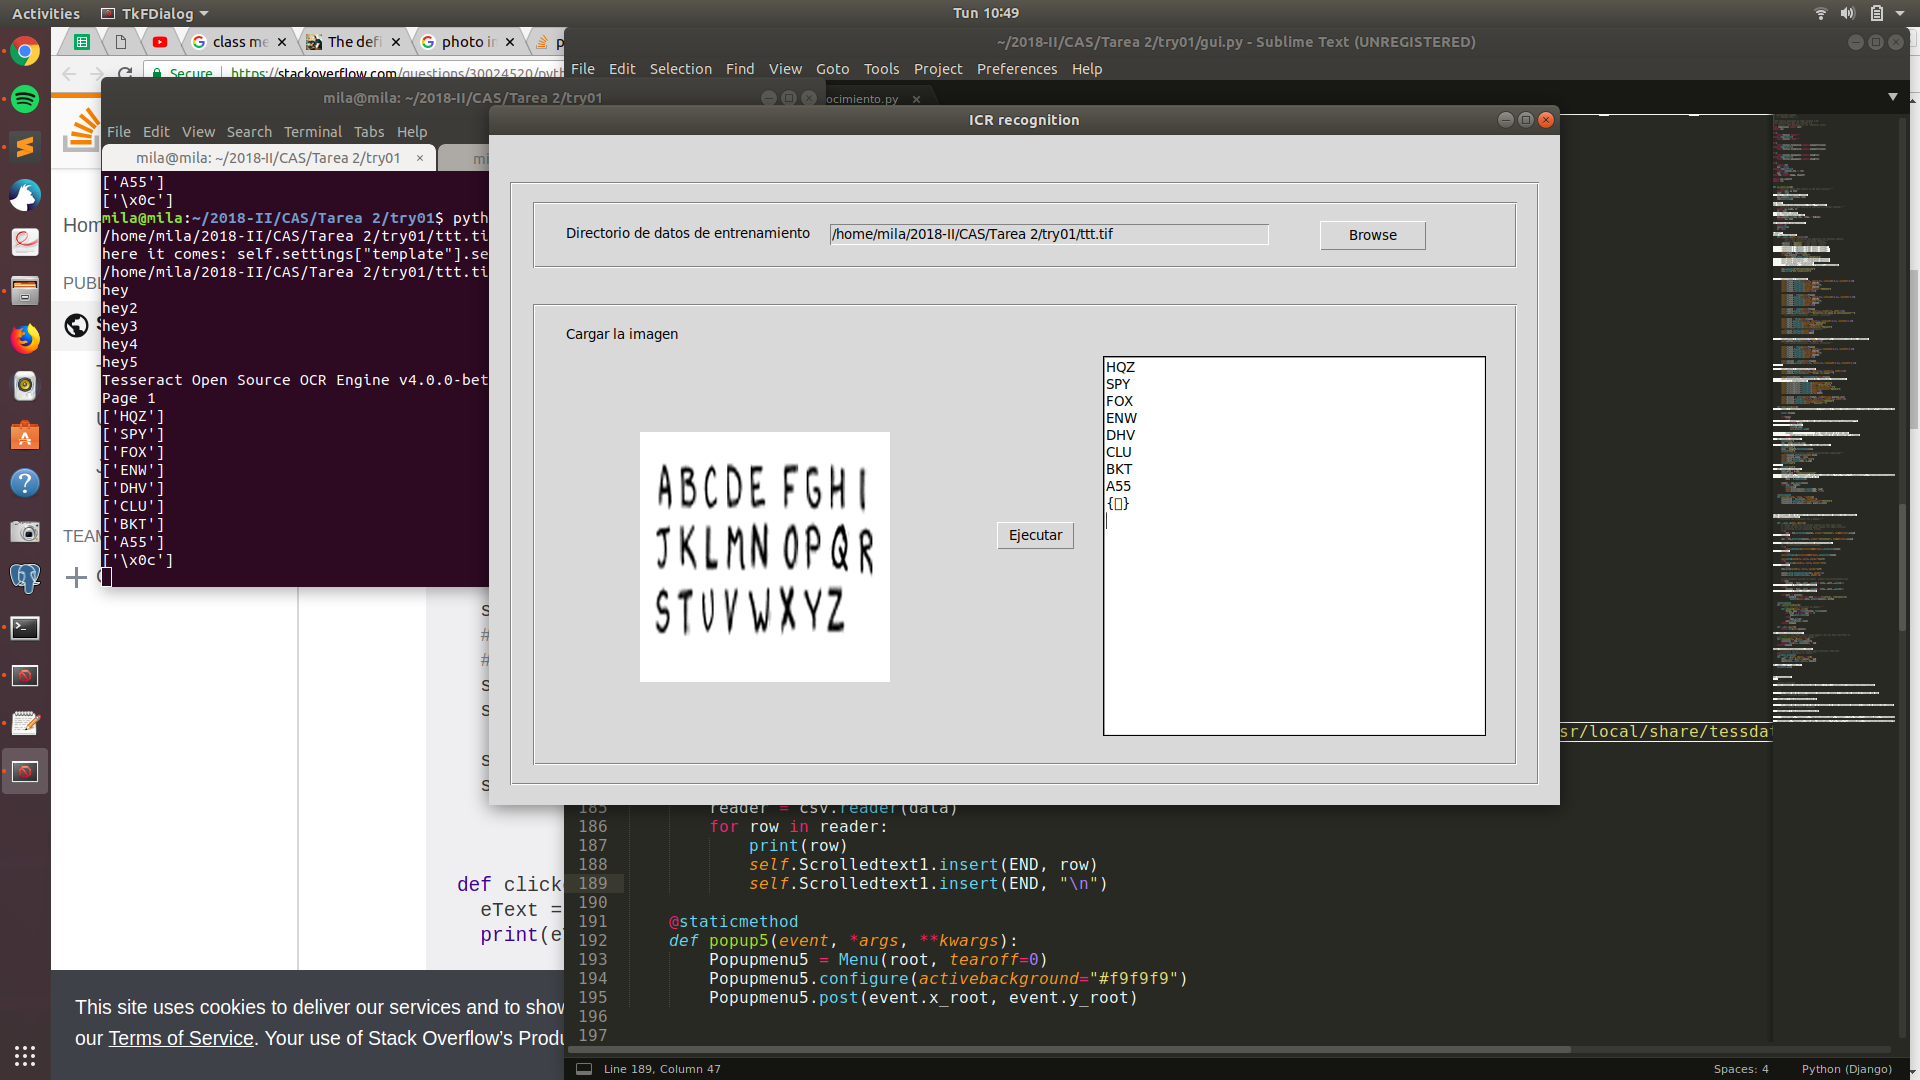 Activities
TkFDialog
Tun 10:49
class me
The defi
photo in
Secure
https://stackoverflow.com/questions/30024520/pyth
~/2018-II/CAS/Tarea 2/try01/gui.py - Sublime Text (UNREGISTERED)
File Edit Selection Find View Goto Tools Project Preferences Help
ocimiento.py
mila@mila: ~/2018-II/CAS/Tarea 2/try01
File Edit View Search Terminal Tabs Help
mila@mila: ~/2018-II/CAS/Tarea 2/try01
mi
['A55']
['\x0c']
mila@mila:~/2018-II/CAS/Tarea 2/try01$ pyth
/home/mila/2018-II/CAS/Tarea 2/try01/ttt.ti
here it comes: self.settings["template"].se
/home/mila/2018-II/CAS/Tarea 2/try01/ttt.ti
hey
hey2
hey3
hey4
hey5
Tesseract Open Source OCR Engine v4.0.0-bet
Page 1
['HQZ']
['SPY']
['FOX']
['ENW']
['DHV']
['CLU']
['BKT']
['A55']
['\x0c']
Hom
PUBL
TEAM
ICR recognition
Directorio de datos de entrenamiento
/home/mila/2018-II/CAS/Tarea 2/try01/ttt.tif
Browse
Cargar la imagen
ABCDE FGHI
JKLMN OPQR
STUVWXYZ
Ejecutar
HQZ
SPY
FOX
ENW
DHV
CLU
BKT
A55
{▯}
sr/local/share/tessdat
185 reader = csv.reader(data)
186 for row in reader:
187 print(row)
188 self.Scrolledtext1.insert(END, row)
189 self.Scrolledtext1.insert(END, "\n")
190
191 @staticmethod
192 def popup5(event, *args, **kwargs):
193 Popupmenu5 = Menu(root, tearoff=0)
194 Popupmenu5.configure(activebackground="#f9f9f9")
195 Popupmenu5.post(event.x_root, event.y_root)
196
197
s
#
#
s
s
s
s
def clicke
eText =
print(eT
This site uses cookies to deliver our services and to show
our Terms of Service. Your use of Stack Overflow's Produ
Line 189, Column 47
Spaces: 4
Python (Django)